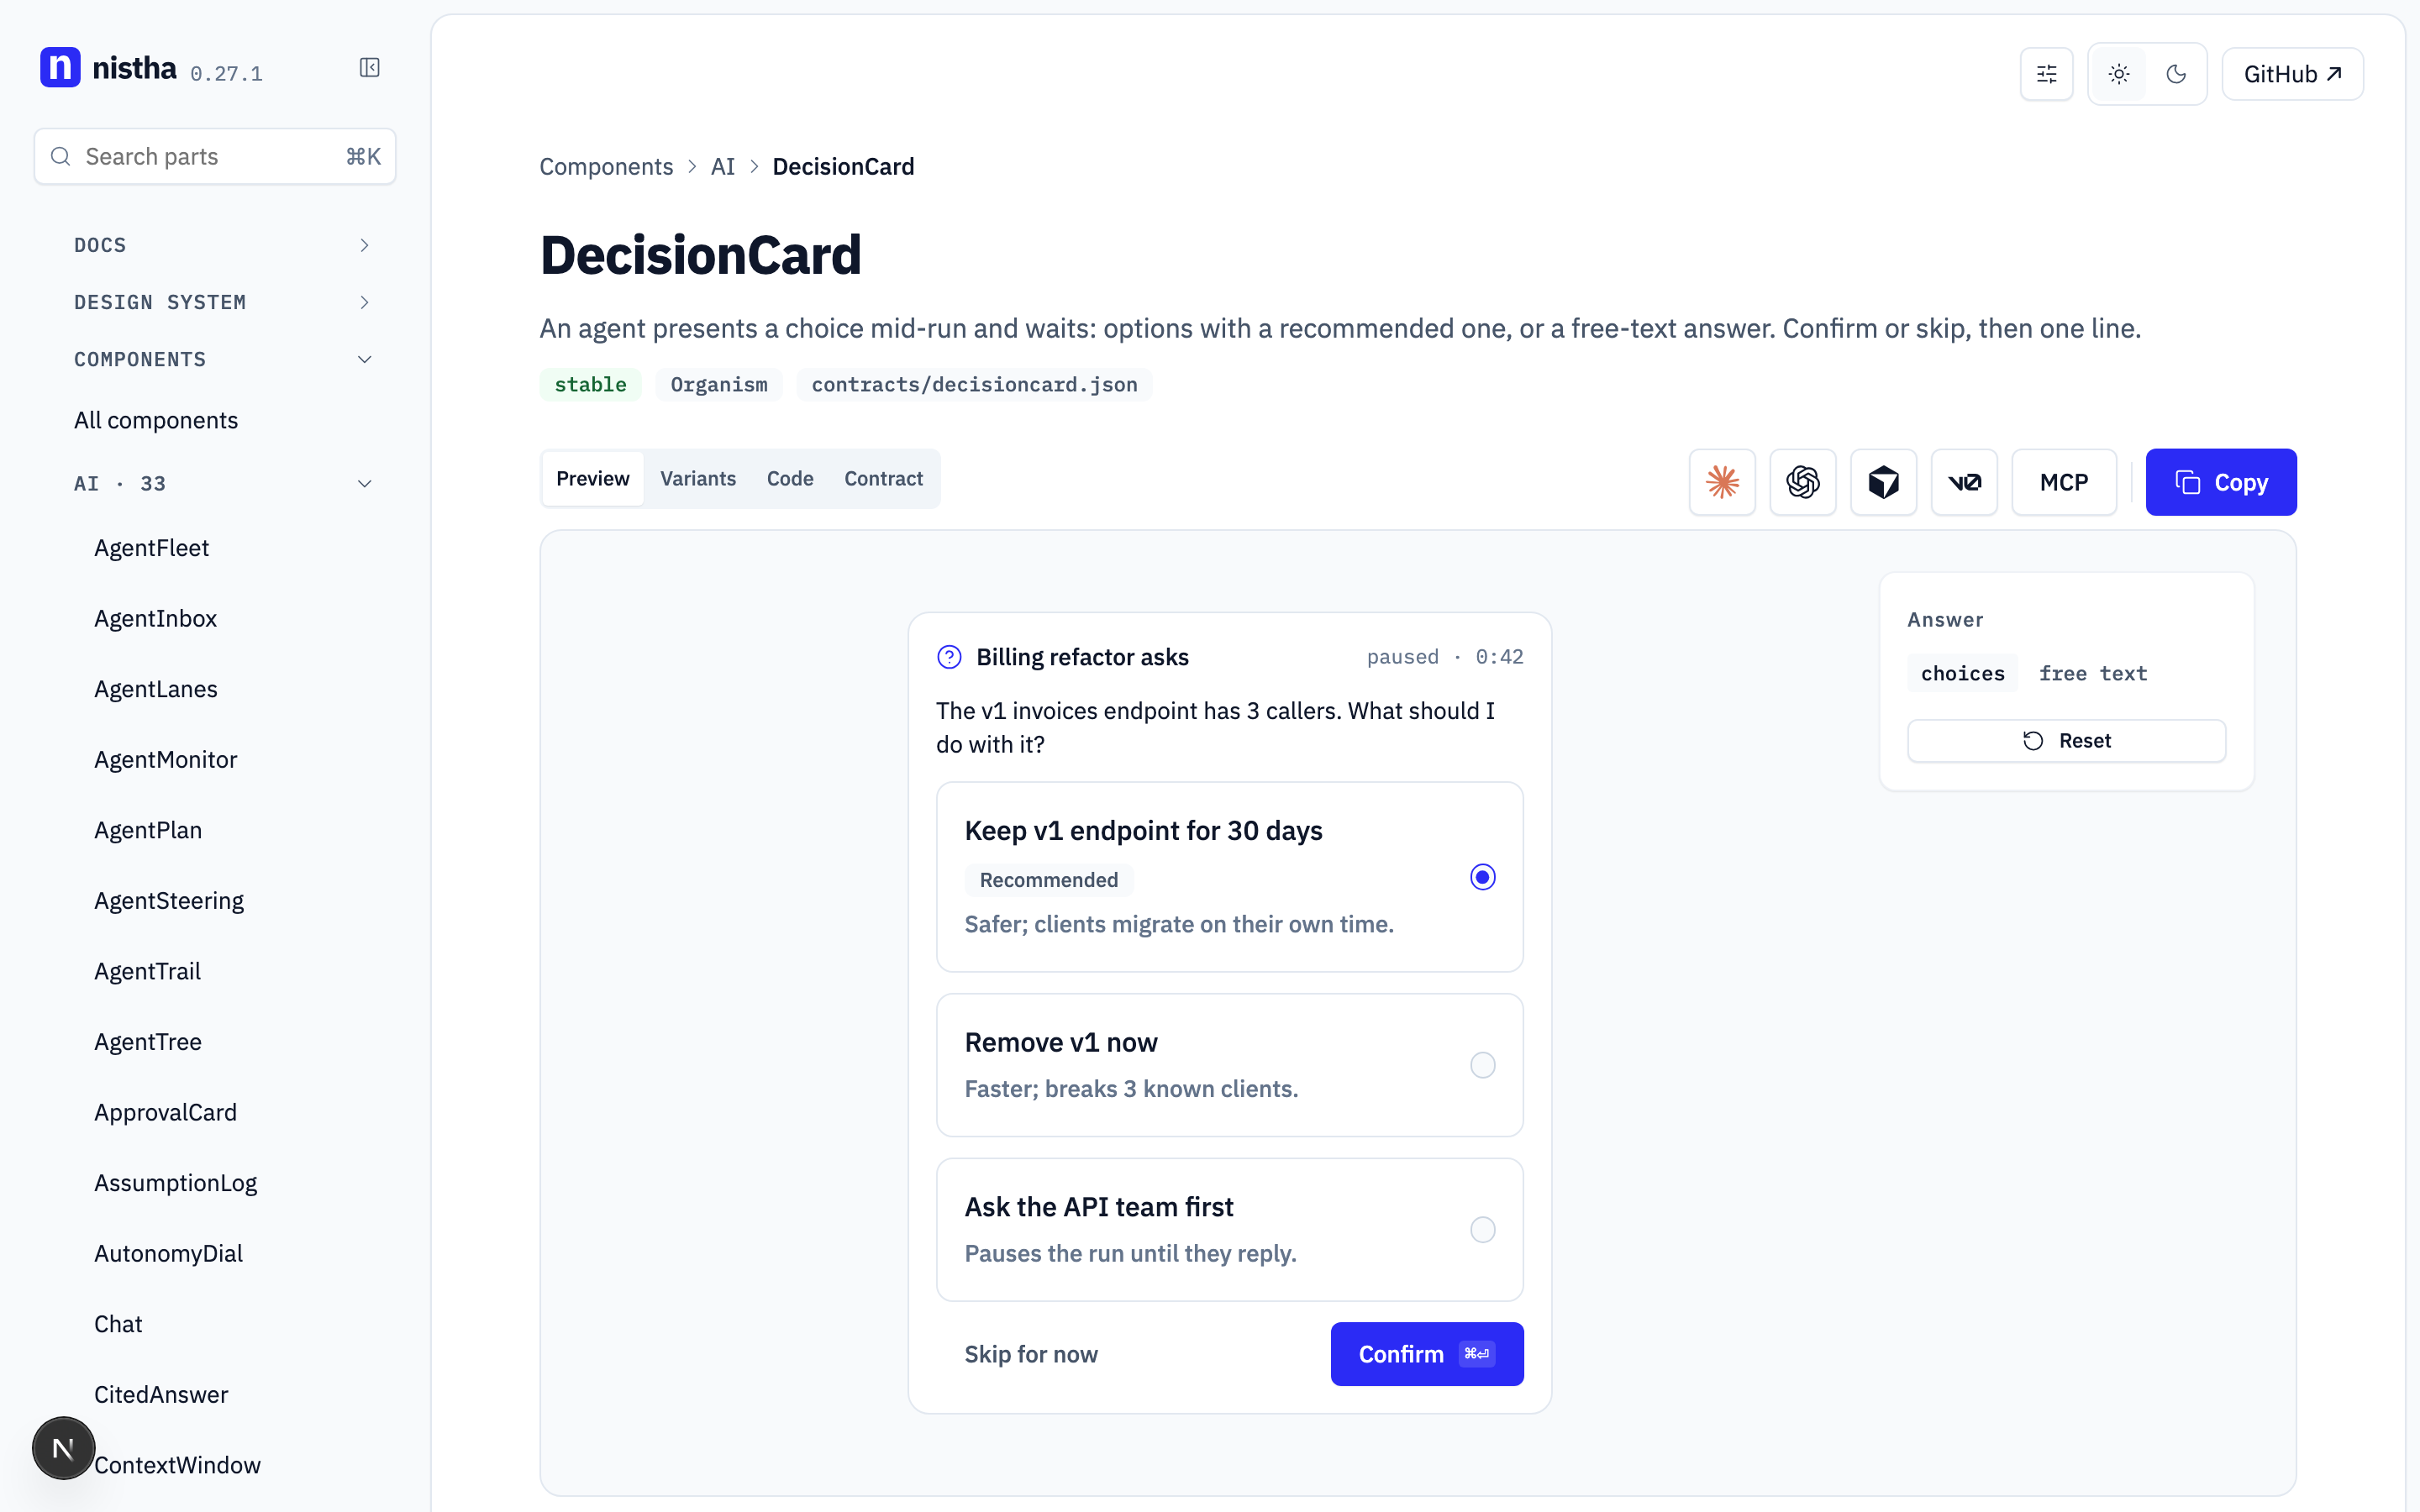 nistha 0.27.1
Search parts ⌘K
DOCS
DESIGN SYSTEM
COMPONENTS
All components
AI · 33
AgentFleet
AgentInbox
AgentLanes
AgentMonitor
AgentPlan
AgentSteering
AgentTrail
AgentTree
ApprovalCard
AssumptionLog
AutonomyDial
Chat
CitedAnswer
ContextWindow
N
GitHub
Components > AI > DecisionCard
DecisionCard
An agent presents a choice mid-run and waits: options with a recommended one, or a free-text answer. Confirm or skip, then one line.
stable Organism contracts/decisioncard.json
Preview Variants Code Contract
v0 MCP Copy
Billing refactor asks paused · 0:42
The v1 invoices endpoint has 3 callers. What should I
do with it?
Keep v1 endpoint for 30 days
Recommended
Safer; clients migrate on their own time.
Remove v1 now
Faster; breaks 3 known clients.
Ask the API team first
Pauses the run until they reply.
Skip for now Confirm ⌘⏎
Answer
choices free text
Reset